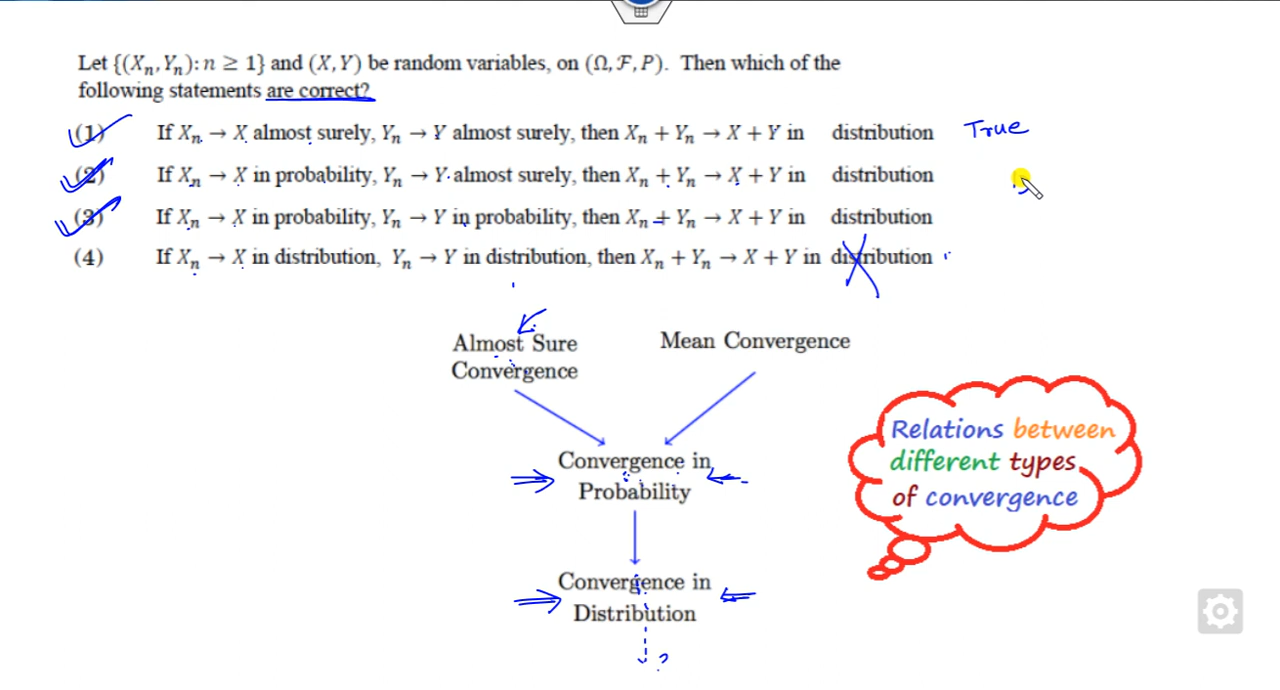 Let {(Xₙ, Yₙ): n ≥ 1} and (X, Y) be random variables, on (Ω, ℱ, P). Then which of the
following statements are correct?
(1) If Xₙ → X almost surely, Yₙ → Y almost surely, then Xₙ + Yₙ → X + Y in distribution True
(2) If Xₙ → X in probability, Yₙ → Y almost surely, then Xₙ + Yₙ → X + Y in distribution
(3) If Xₙ → X in probability, Yₙ → Y in probability, then Xₙ + Yₙ → X + Y in distribution
(4) If Xₙ → X in distribution, Yₙ → Y in distribution, then Xₙ + Yₙ → X + Y in distribution
Almost Sure
Convergence
Mean Convergence
Relations between
different types
of convergence
Convergence in
Probability
Convergence in
Distribution
?